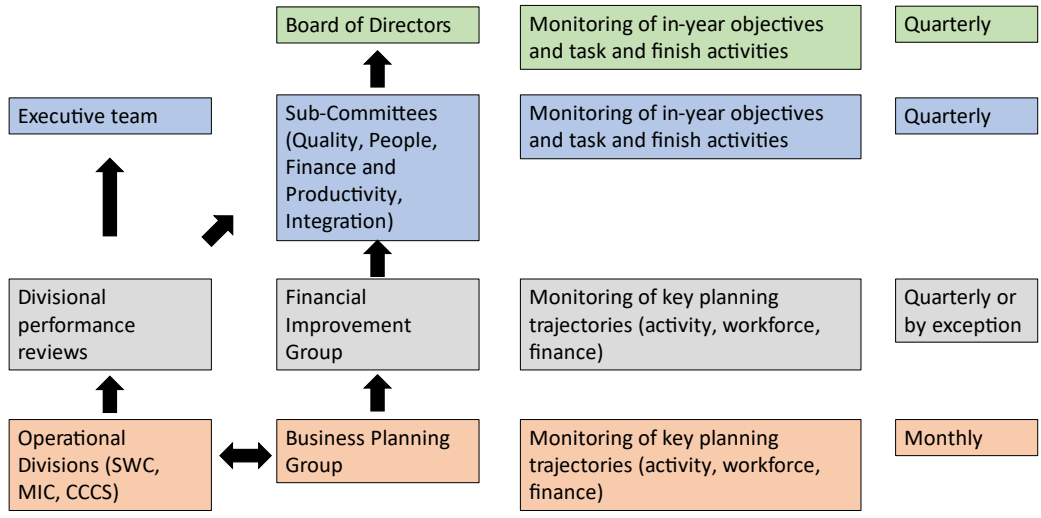 Board of Directors
Monitoring of in-year objectives
and task and finish activities
Quarterly
Executive team
Sub-Committees
(Quality, People,
Finance and
Productivity,
Integration)
Monitoring of in-year objectives
and task and finish activities
Quarterly
Divisional
performance
reviews
Financial
Improvement
Group
Monitoring of key planning
trajectories (activity, workforce,
finance)
Quarterly or
by exception
Operational
Divisions (SWC,
MIC, CCCS)
Business Planning
Group
Monitoring of key planning
trajectories (activity, workforce,
finance)
Monthly